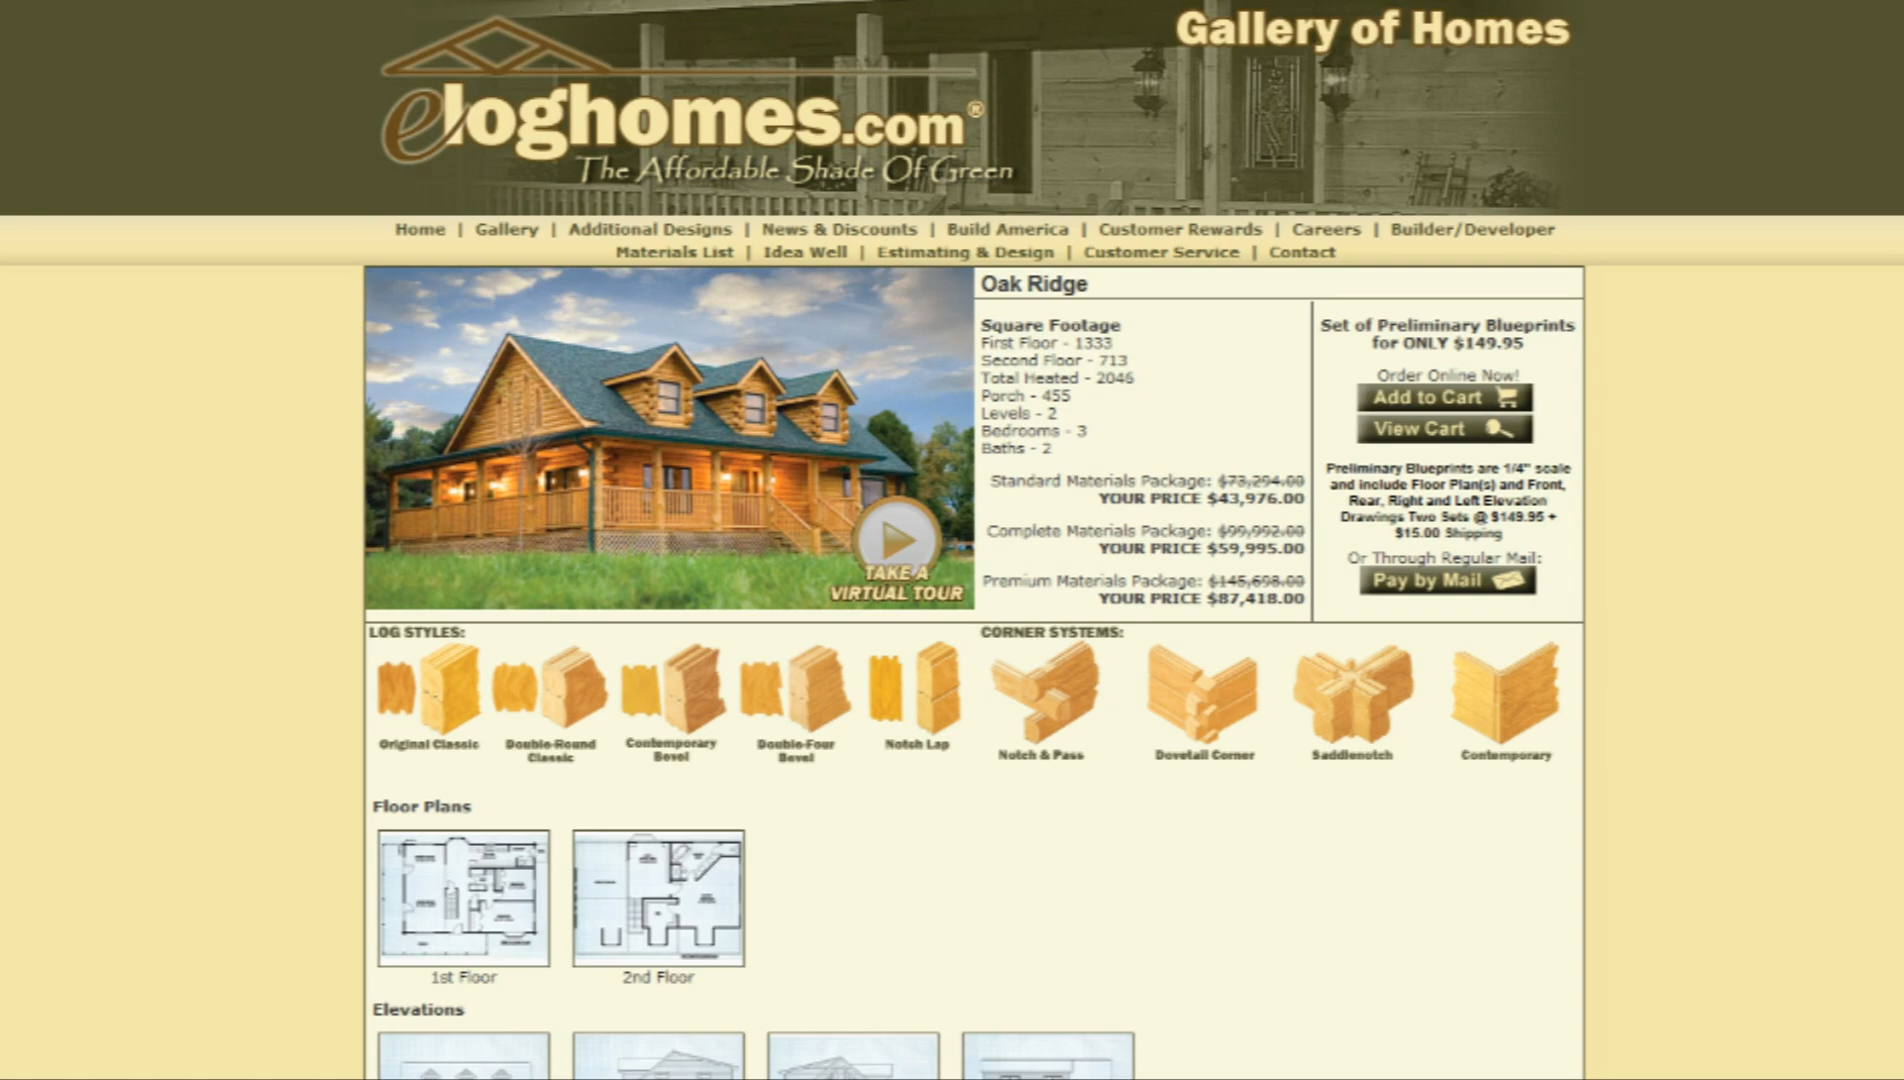 Gallery of Homes
eloghomes.com®
The Affordable Shade Of Green
Home | Gallery | Additional Designs | News & Discounts | Build America | Customer Rewards | Careers | Builder/Developer
Materials List | Idea Well | Estimating & Design | Customer Service | Contact
Oak Ridge
Square Footage
First Floor - 1333
Second Floor - 713
Total Heated - 2046
Porch - 455
Levels - 2
Bedrooms - 3
Baths - 2
Standard Materials Package: $73,294.00
YOUR PRICE $43,976.00
Complete Materials Package: $99,992.00
YOUR PRICE $59,995.00
Premium Materials Package: $145,698.00
YOUR PRICE $87,418.00
Set of Preliminary Blueprints
for ONLY $149.95
Order Online Now!
Add to Cart
View Cart
Preliminary Blueprints are 1/4" scale
and include Floor Plan(s) and Front,
Rear, Right and Left Elevation
Drawings Two Sets @ $149.95 +
$15.00 Shipping
Or Through Regular Mail:
Pay by Mail
TAKE A
VIRTUAL TOUR
LOG STYLES:
Original Classic
Double-Round
Classic
Contemporary
Bevel
Double-Four
Bevel
Notch Lap
CORNER SYSTEMS:
Notch & Pass
Dovetail Corner
Saddlenotch
Contemporary
Floor Plans
1st Floor
2nd Floor
Elevations